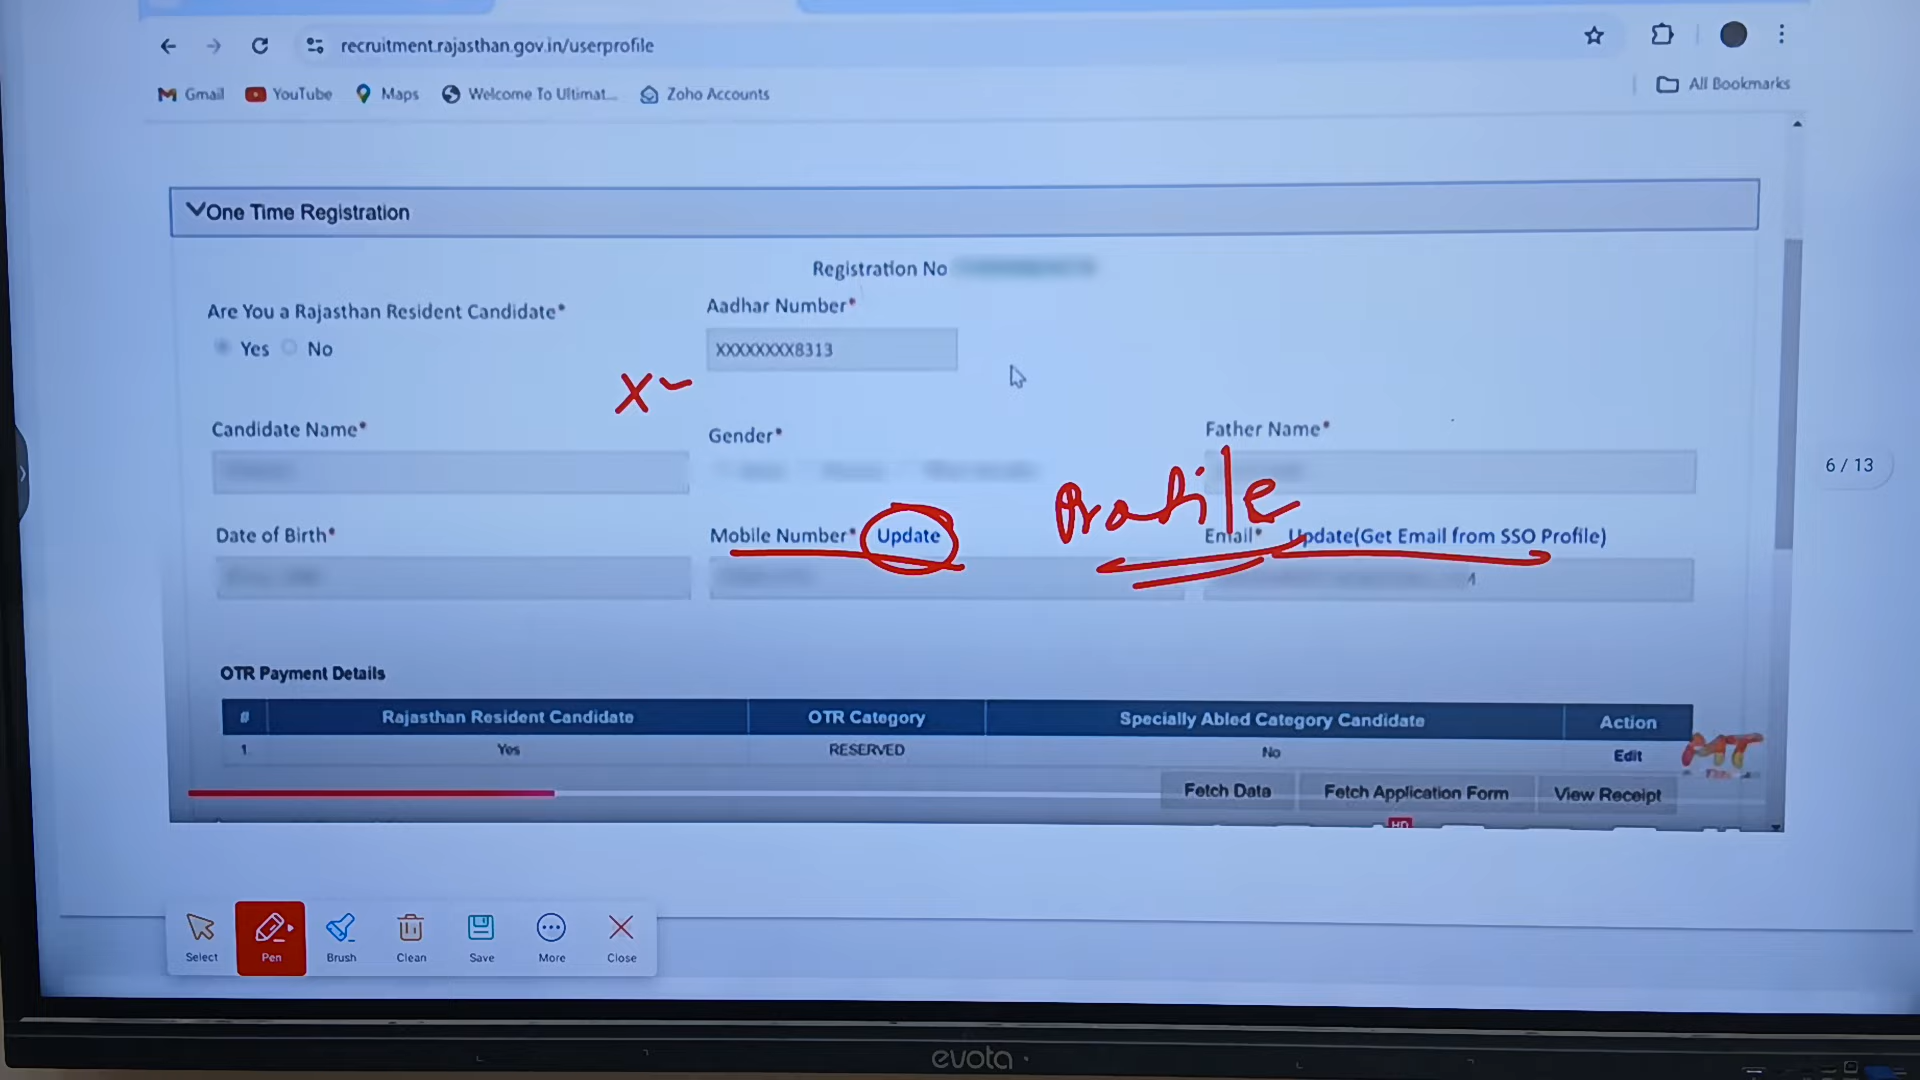 recruitment.rajasthan.gov.in/userprofile
Gmail YouTube Maps Welcome To Ultimat... Zoho Accounts All Bookmarks
One Time Registration
Registration No
Are You a Rajasthan Resident Candidate*
Aadhar Number*
Yes No
XXXXXXXX8313
X
Candidate Name*
Gender*
Father Name*
Profile
Date of Birth*
Mobile Number* Update
Email* Update(Get Email from SSO Profile)
6 / 13
OTR Payment Details
# Rajasthan Resident Candidate OTR Category Specially Abled Category Candidate Action
1 Yes RESERVED No Edit
MT
Fetch Data Fetch Application Form View Receipt
HD
Select Pen Brush Clean Save More Close
evota